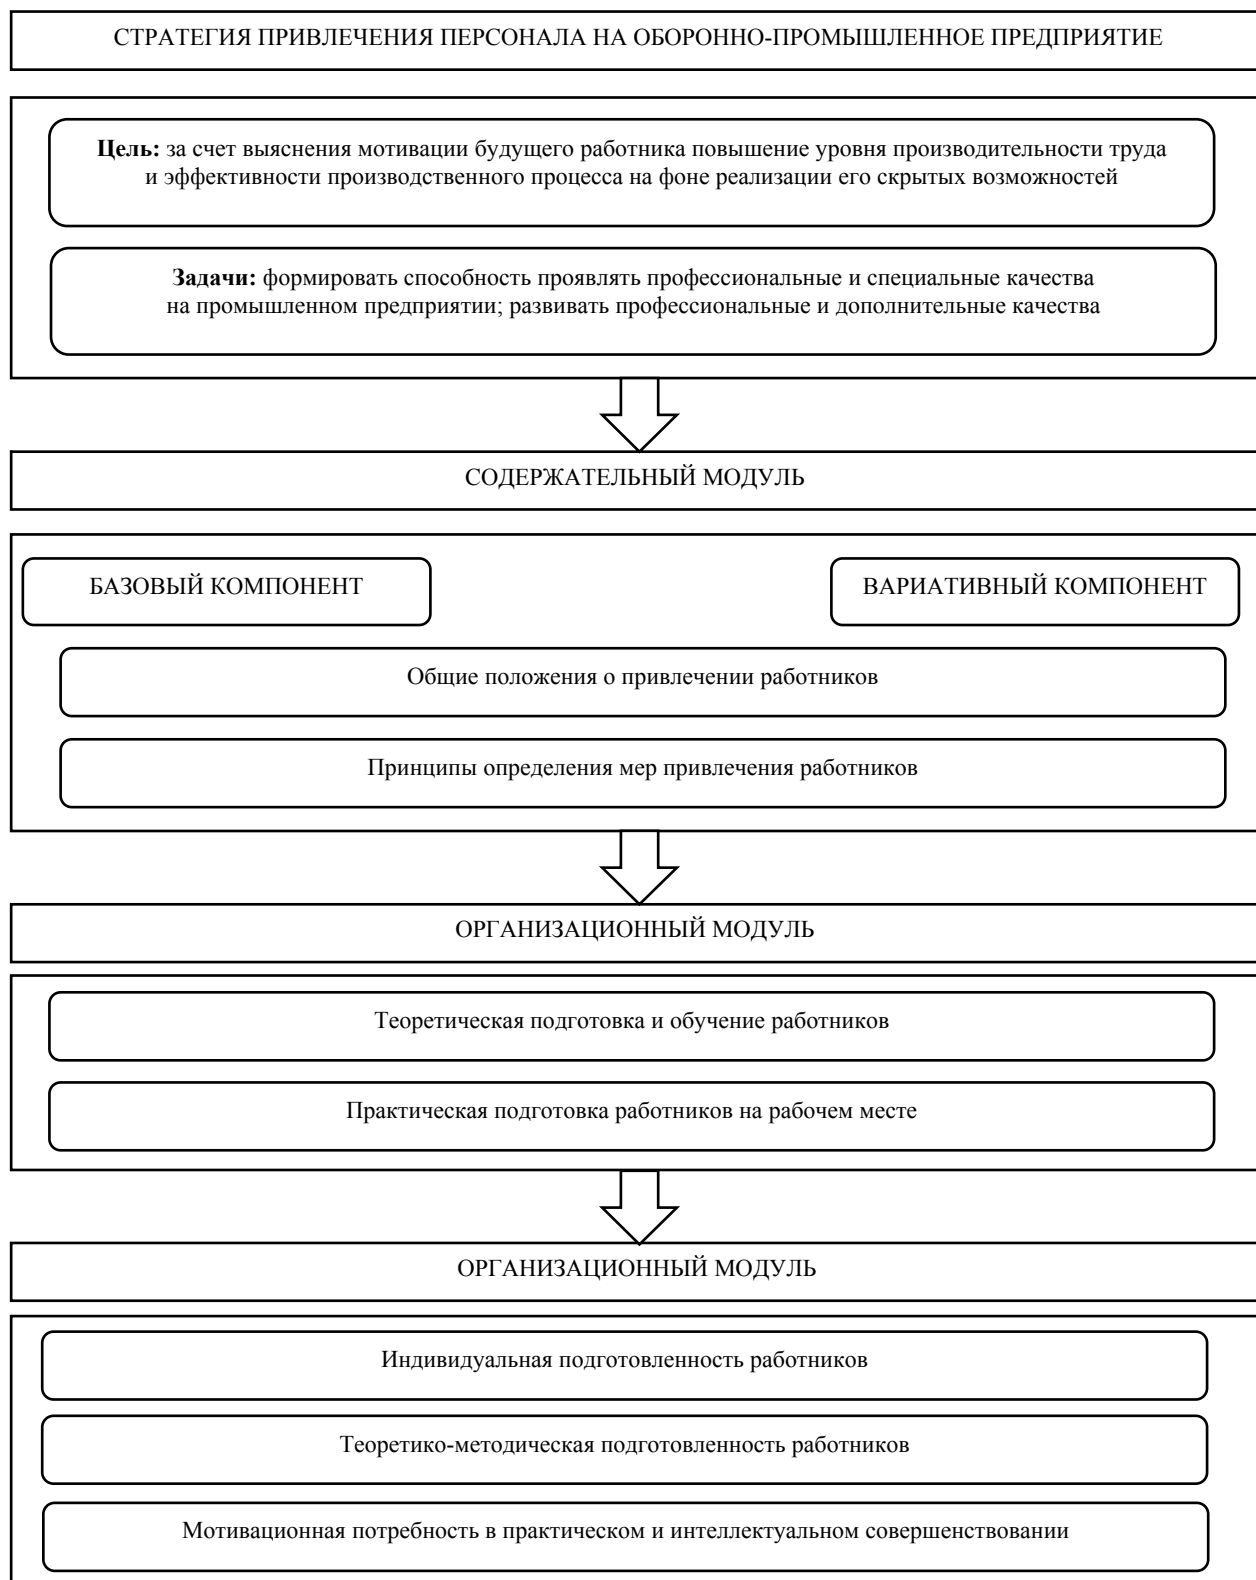 СТРАТЕГИЯ ПРИВЛЕЧЕНИЯ ПЕРСОНАЛА НА ОБОРОННО-ПРОМЫШЛЕННОЕ ПРЕДПРИЯТИЕ
Цель: за счет выяснения мотивации будущего работника повышение уровня производительности труда
и эффективности производственного процесса на фоне реализации его скрытых возможностей
Задачи: формировать способность проявлять профессиональные и специальные качества
на промышленном предприятии; развивать профессиональные и дополнительные качества
СОДЕРЖАТЕЛЬНЫЙ МОДУЛЬ
БАЗОВЫЙ КОМПОНЕНТ
ВАРИАТИВНЫЙ КОМПОНЕНТ
Общие положения о привлечении работников
Принципы определения мер привлечения работников
ОРГАНИЗАЦИОННЫЙ МОДУЛЬ
Теоретическая подготовка и обучение работников
Практическая подготовка работников на рабочем месте
ОРГАНИЗАЦИОННЫЙ МОДУЛЬ
Индивидуальная подготовленность работников
Теоретико-методическая подготовленность работников
Мотивационная потребность в практическом и интеллектуальном совершенствовании